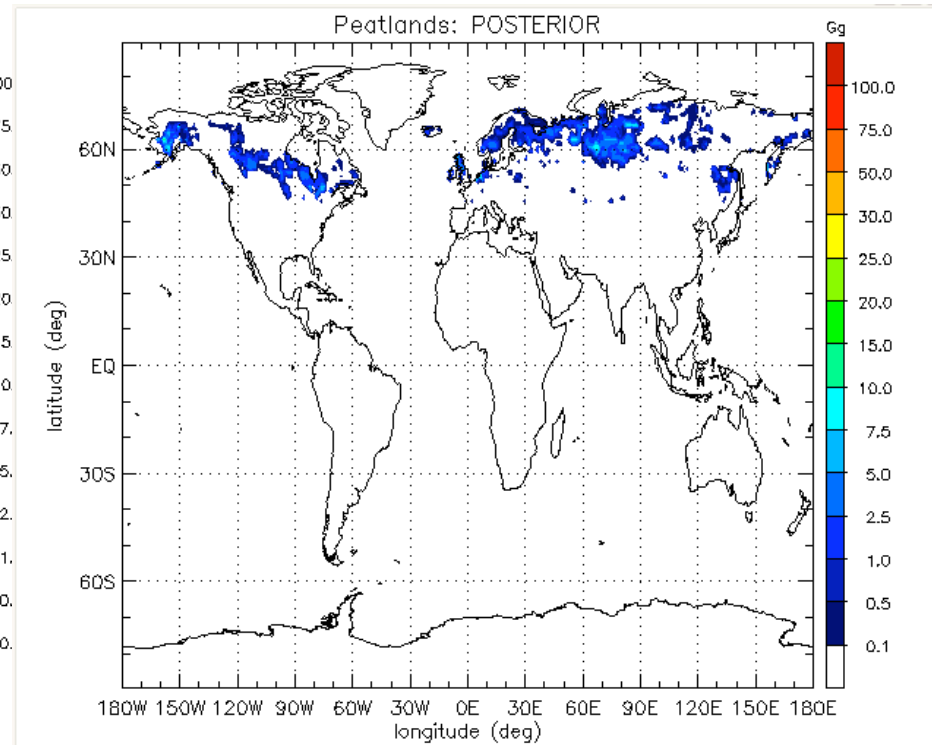 Peatlands: POSTERIOR
Gg
100.0
75.0
50.0
30.0
25.0
20.0
15.0
10.0
7.5
5.0
2.5
1.0
0.5
0.1
60N
30N
EQ
30S
60S
latitude (deg)
180W 150W 120W 90W 60W 30W 0E 30E 60E 90E 120E 150E 180E
longitude (deg)